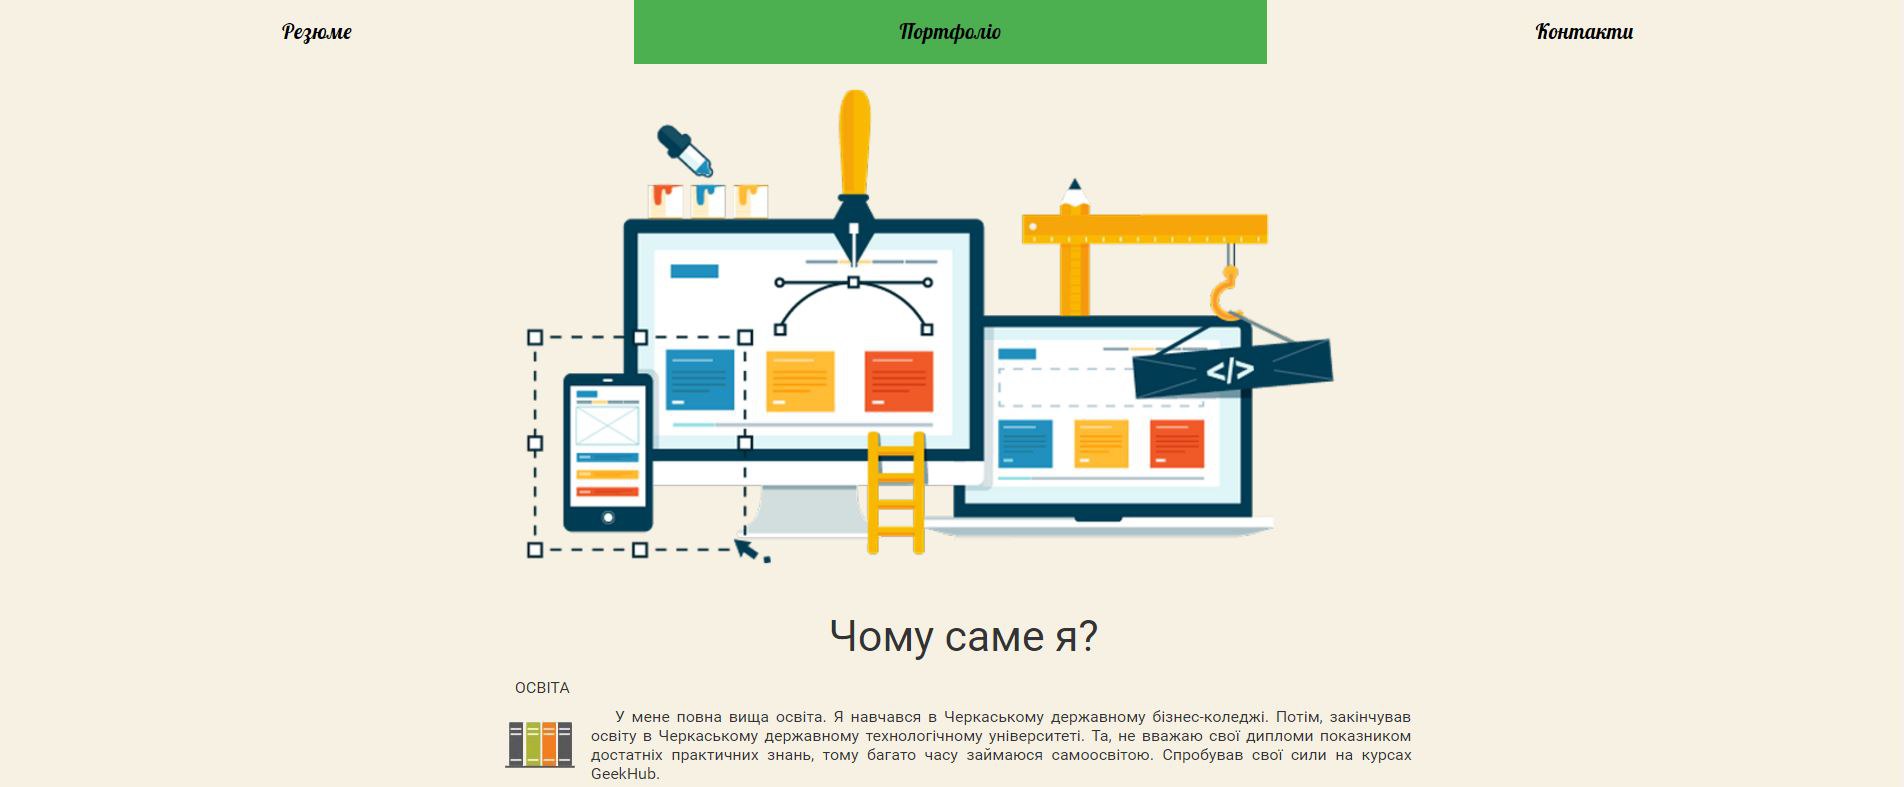 Резюме
Портфоліо
Контакти
</>
Чому саме я?
ОСВІТА
У мене повна вища освіта. Я навчався в Черкаському державному бізнес-коледжі. Потім, закінчував
освіту в Черкаському державному технологічному університеті. Та, не вважаю свої дипломи показником
достатніх практичних знань, тому багато часу займаюся самоосвітою. Спробував свої сили на курсах
GeekHub.